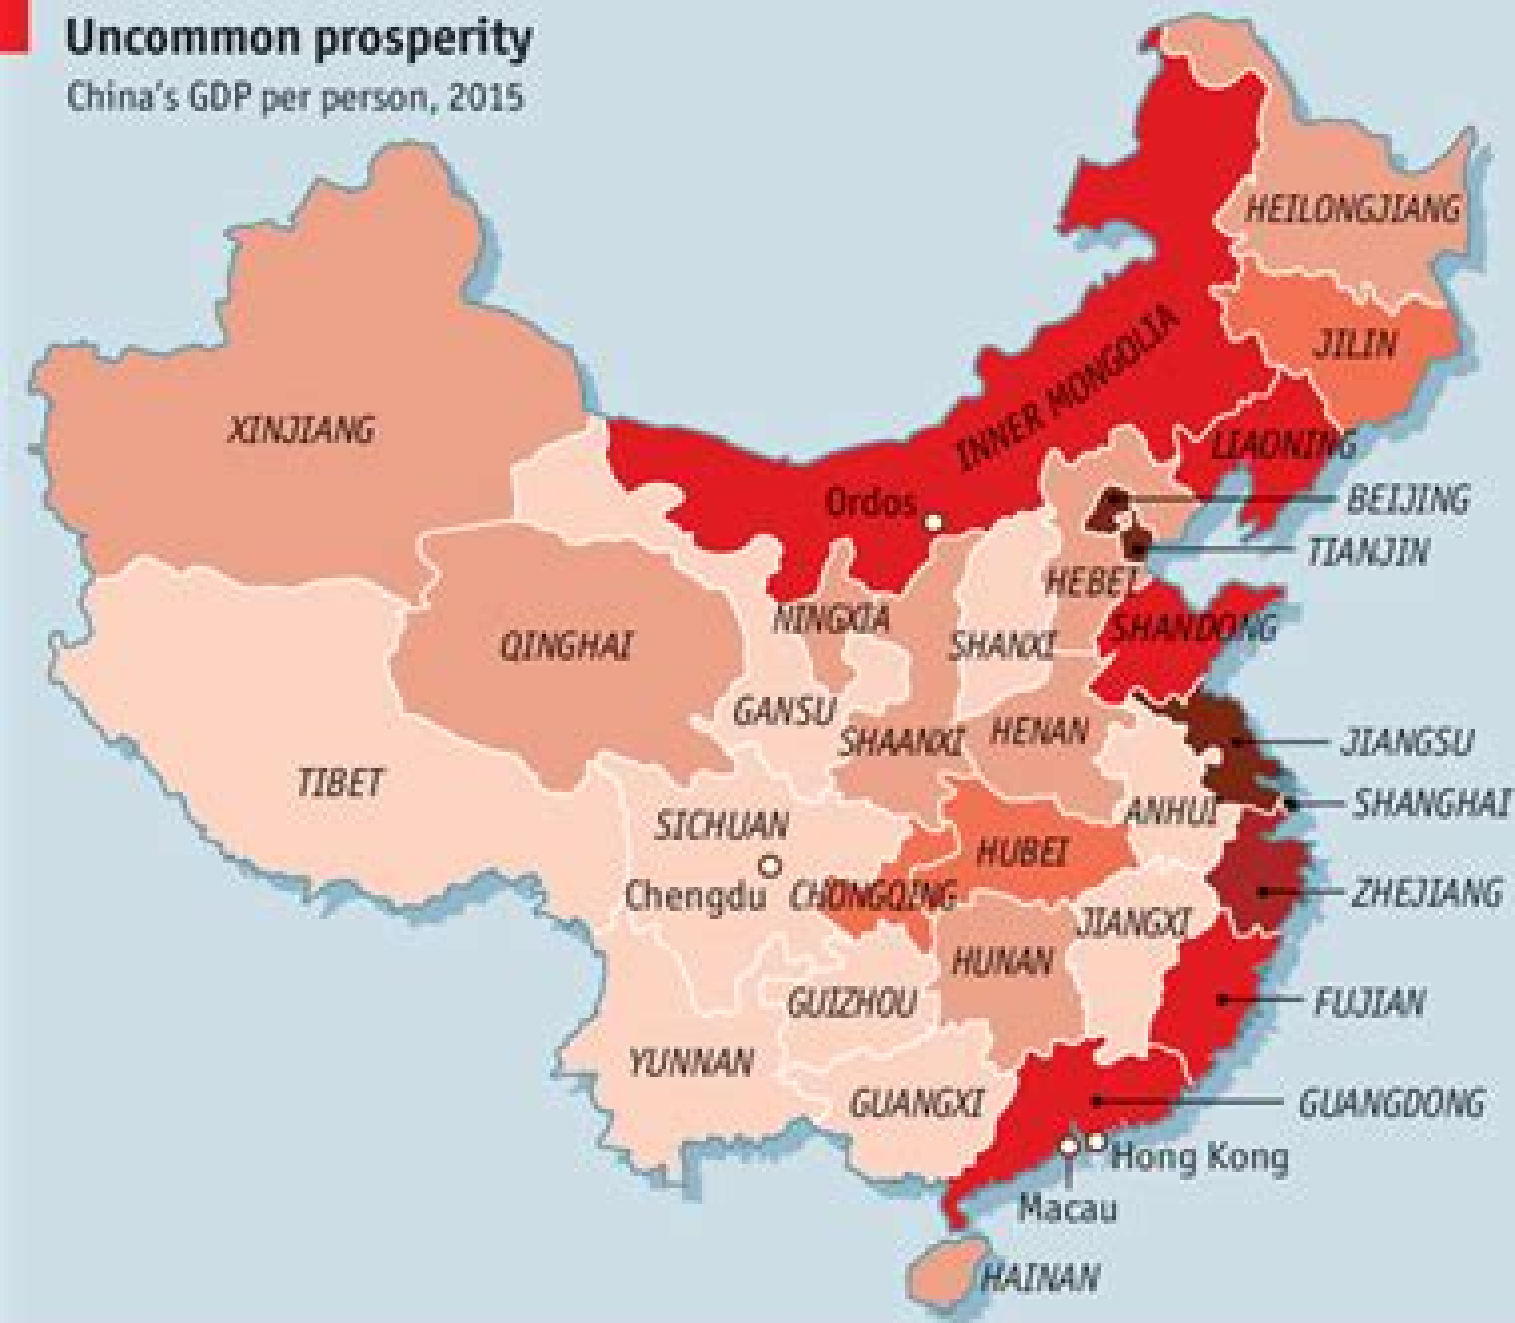 Uncommon prosperity
China's GDP per person, 2015
HEILONGJIANG
JILIN
INNER MONGOLIA
XINJIANG
LIAONING
Ordos
BEIJING
TIANJIN
HEBEI
NINGXIA
SHANDONG
QINGHAI
SHANXI
GANSU
SHAANXI
HENAN
JIANGSU
TIBET
SHANGHAI
ANHUI
SICHUAN
HUBEI
Chengdu
CHONGQING
ZHEJIANG
JIANGXI
HUNAN
GUIZHOU
FUJIAN
YUNNAN
GUANGXI
GUANGDONG
Hong Kong
Macau
HAINAN